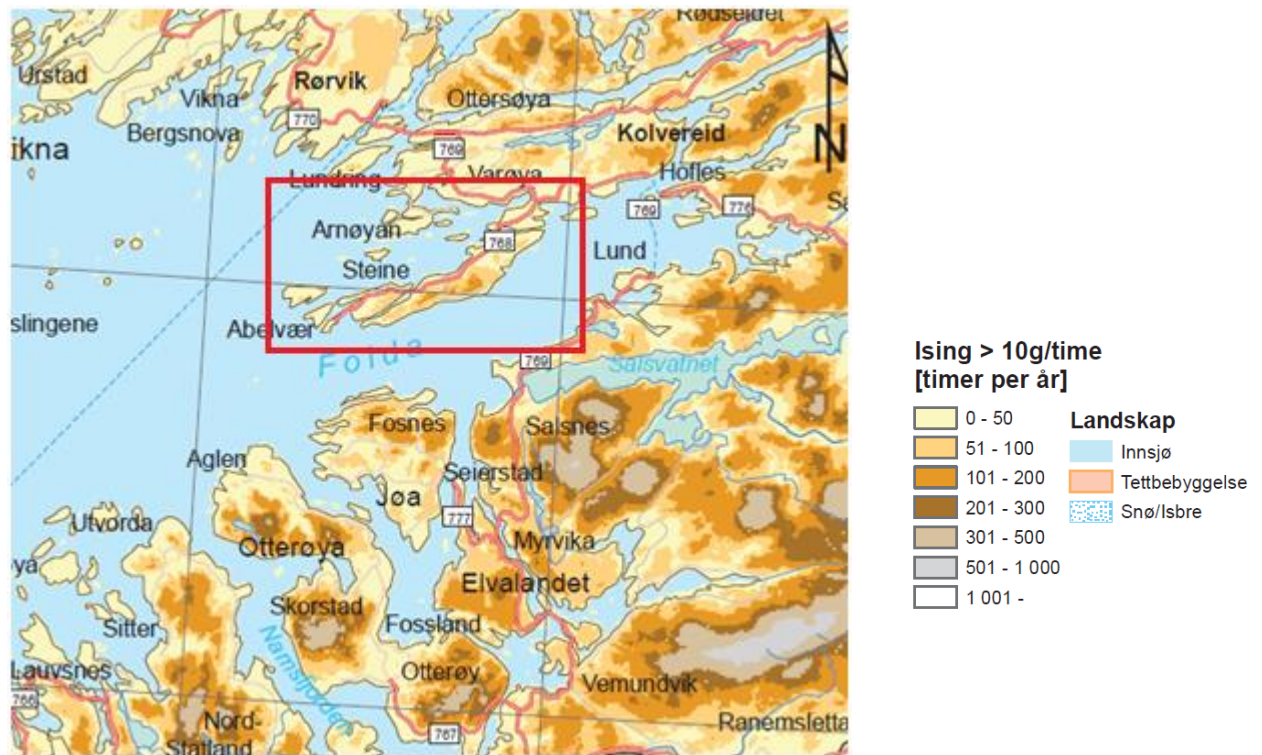 Rødseidet
Urstad
Rørvik
Vikna
Ottersøya
770
Bergsnova
Kolvereid
ikna
769
N
Lundring
Varøya
Hofles
769
776
Arnøyan
768
Lund
Steine
slingene
Abelvær
Folda
769
Salsvatnet
Fosnes
Salsnes
Aglen
Seierstad
Jøa
777
Utvorda
Otterøya
Myrvika
ya
Elvalandet
Skorstad
Fossland
Sitter
Namsfjorden
Lauvsnes
Otterøy
Vemundvik
766
Nord-
Statland
767
Ranemsletta
Ising > 10g/time
[timer per år]
0 - 50
51 - 100
101 - 200
201 - 300
301 - 500
501 - 1 000
1 001 -
Landskap
Innsjø
Tettbebyggelse
Snø/Isbre